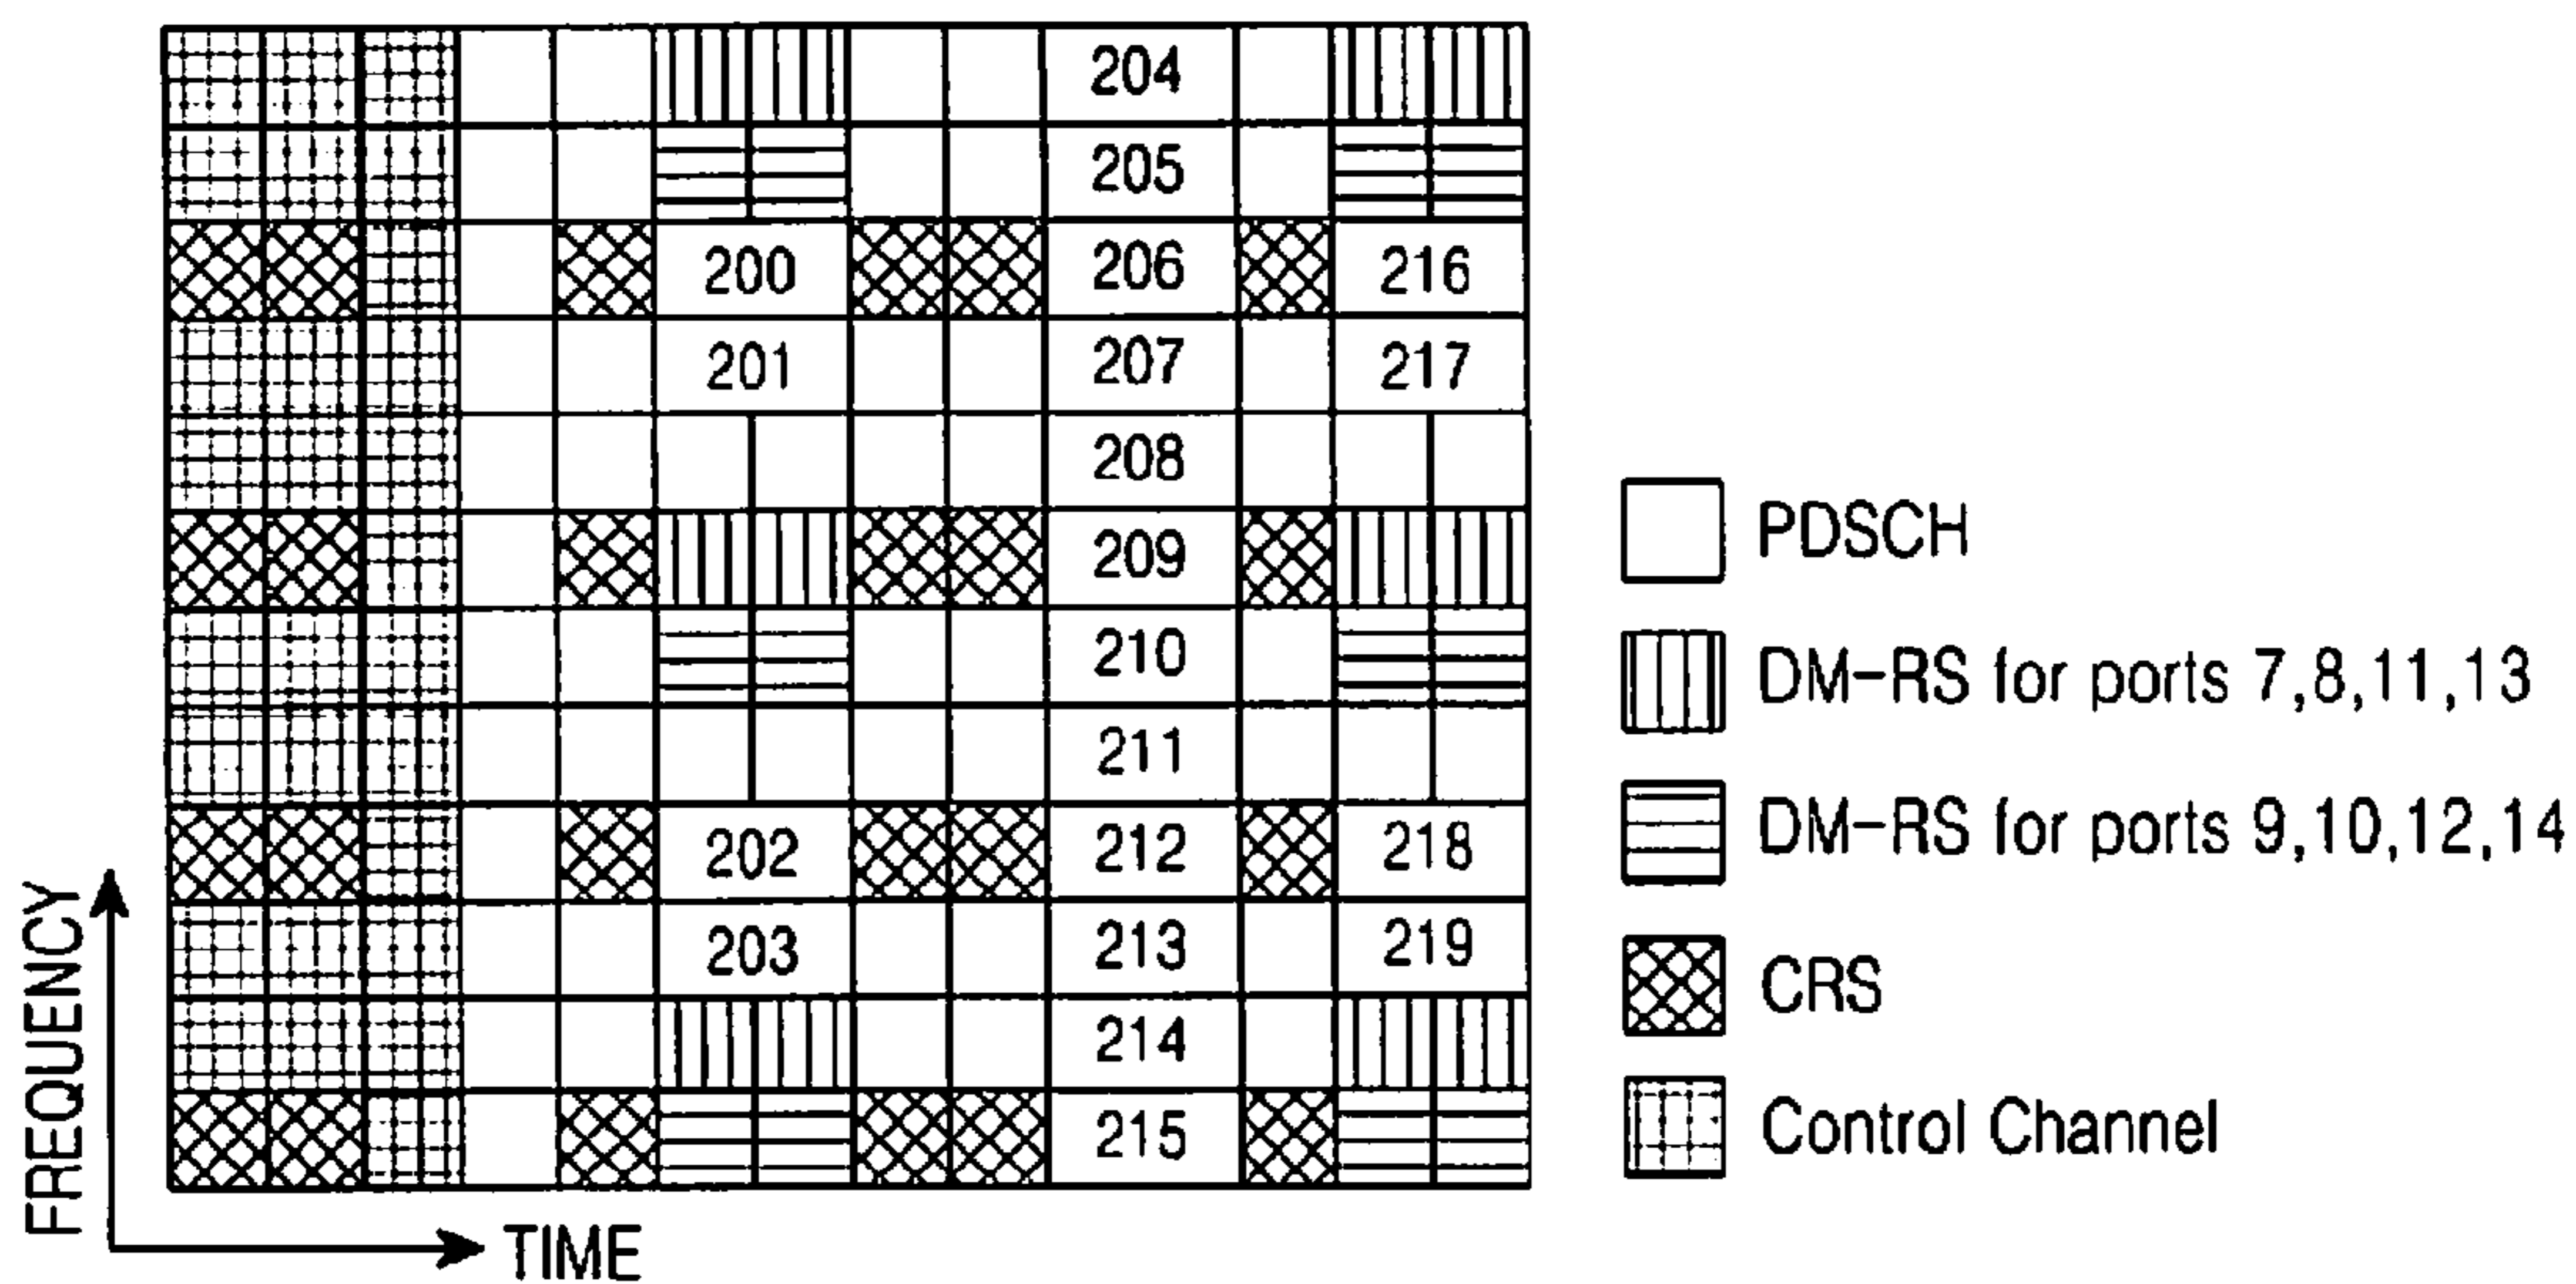 204
205
200 206 216
201 207 217
208
209
210
211
202 212 218
203 213 219
214
215
FREQUENCY
TIME
PDSCH
DM-RS for ports 7,8,11,13
DM-RS for ports 9,10,12,14
CRS
Control Channel